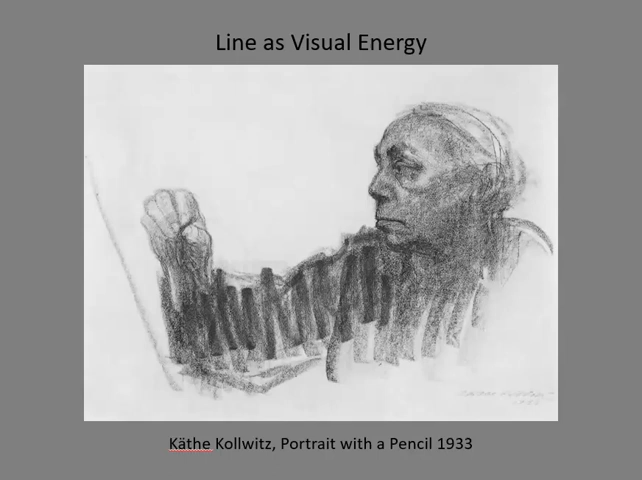 Line as Visual Energy
Käthe Kollwitz, Portrait with a Pencil 1933